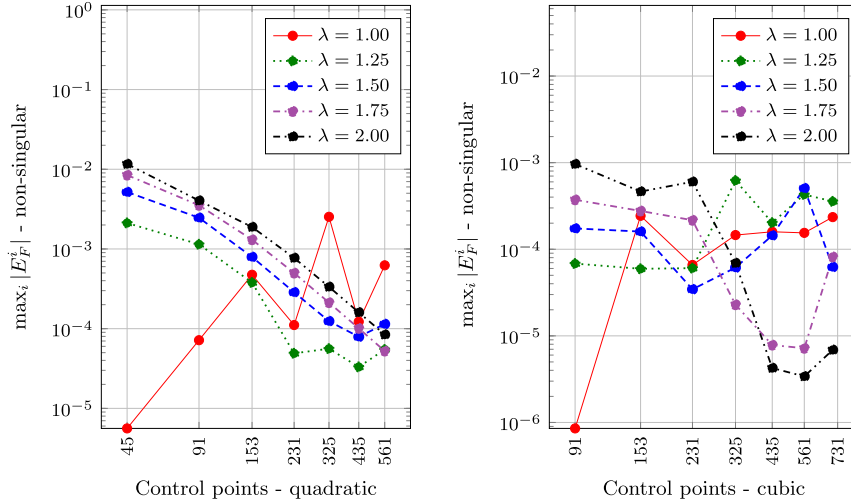 10^0
10^{-1}
10^{-2}
10^{-3}
10^{-4}
10^{-5}
max_i |E_F^i| - non-singular
λ = 1.00
λ = 1.25
λ = 1.50
λ = 1.75
λ = 2.00
45
91
153
231
325
435
561
Control points - quadratic
10^{-2}
10^{-3}
10^{-4}
10^{-5}
10^{-6}
max_i |E_F^i| - non-singular
λ = 1.00
λ = 1.25
λ = 1.50
λ = 1.75
λ = 2.00
91
153
231
325
435
561
731
Control points - cubic